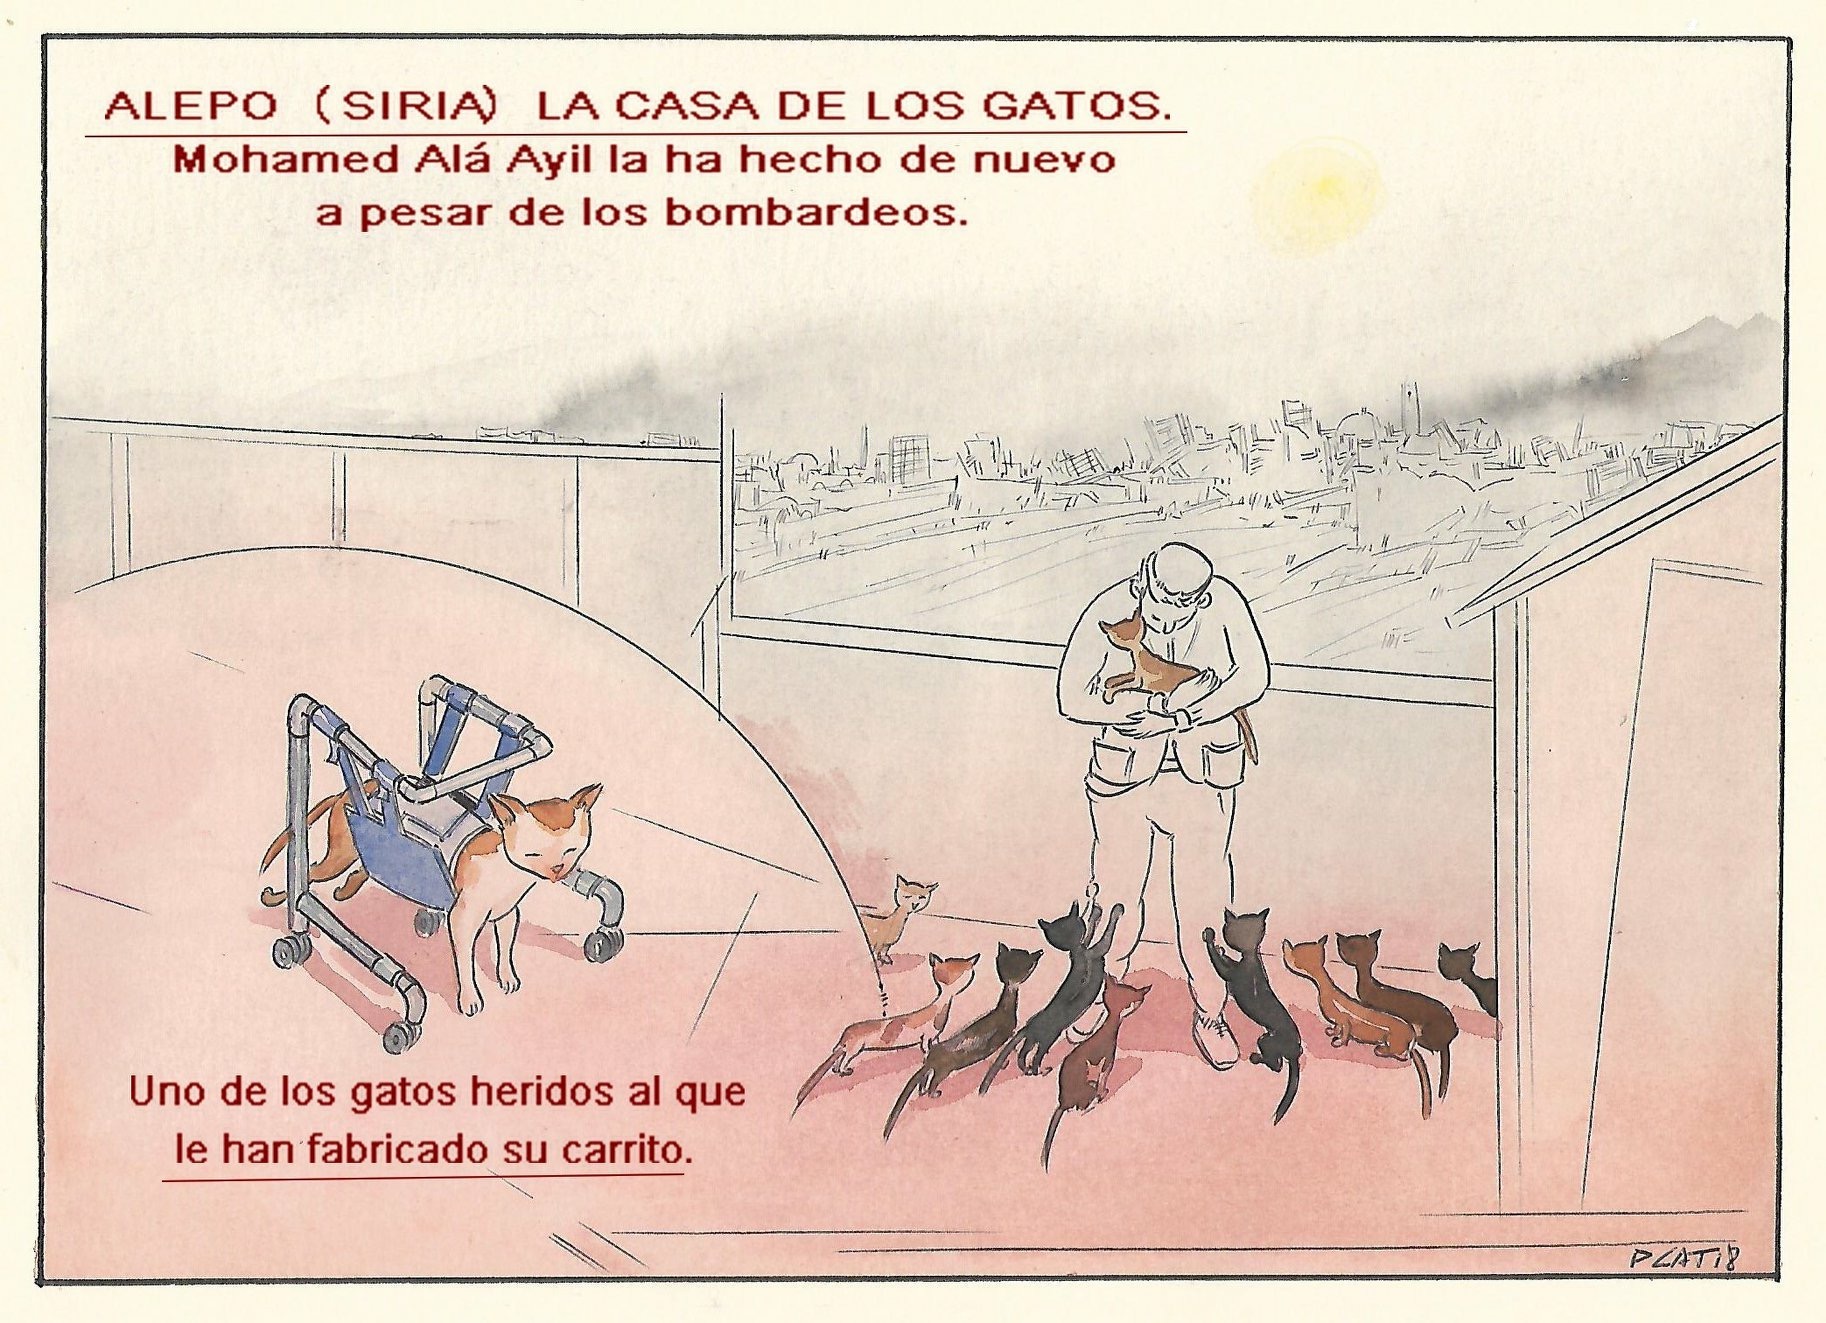 ALEPO (SIRIA) LA CASA DE LOS GATOS.
Mohamed Alá Ayil la ha hecho de nuevo
a pesar de los bombardeos.
Uno de los gatos heridos al que
le han fabricado su carrito.
PCATI8